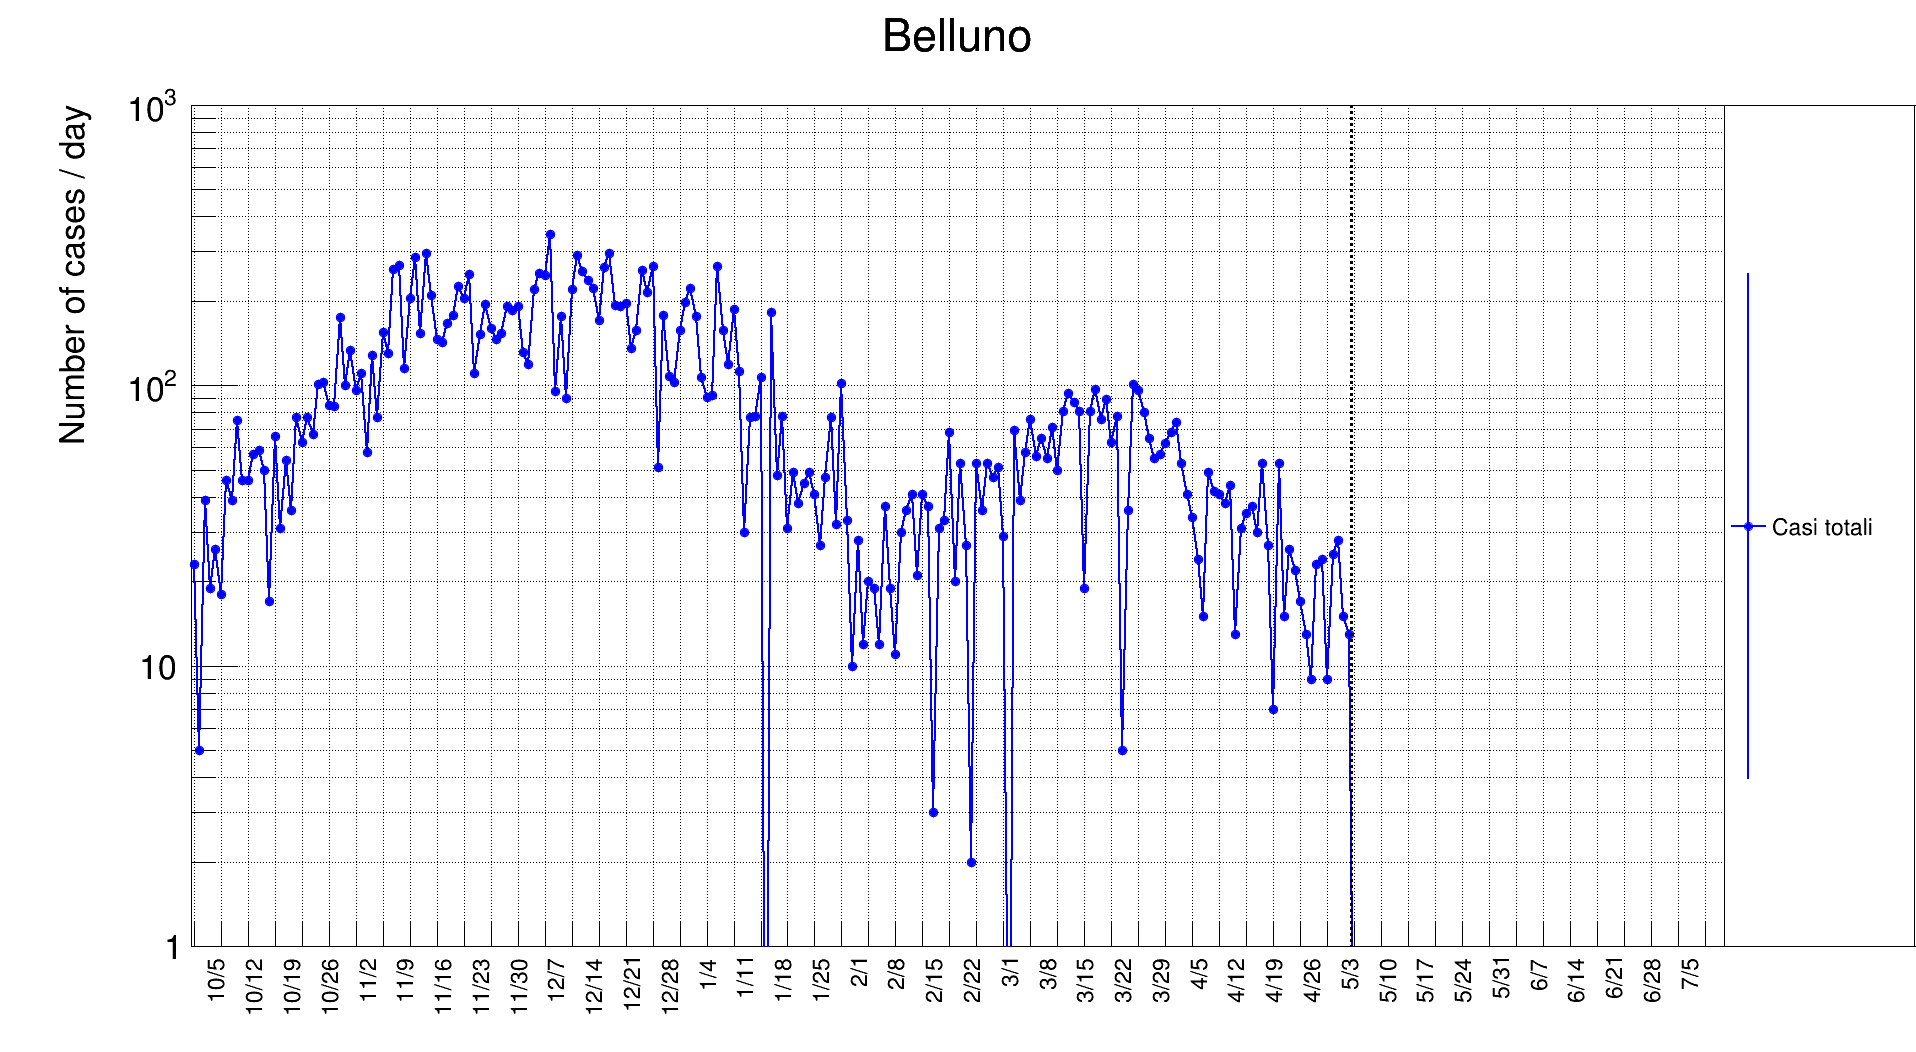 Belluno
Number of cases / day
10³
10²
10
1
10/5 10/12 10/19 10/26 11/2 11/9 11/16 11/23 11/30 12/7 12/14 12/21 12/28 1/4 1/11 1/18 1/25 2/1 2/8 2/15 2/22 3/1 3/8 3/15 3/22 3/29 4/5 4/12 4/19 4/26 5/3 5/10 5/17 5/24 5/31 6/7 6/14 6/21 6/28 7/5
Casi totali